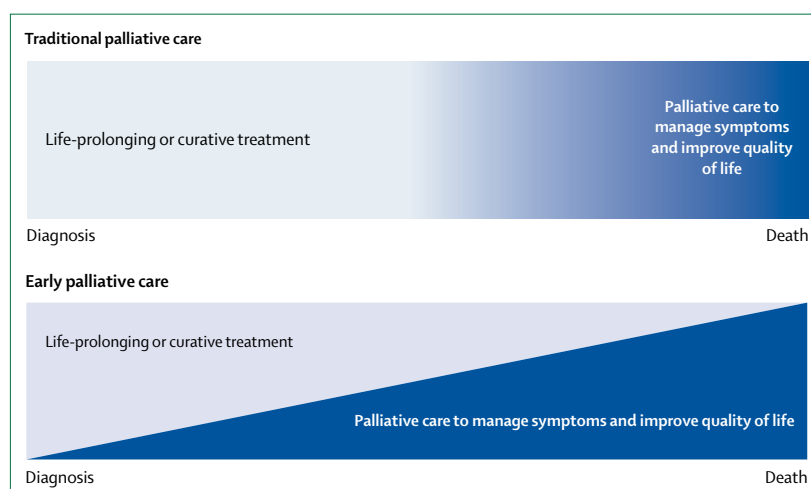 Traditional palliative care
Life-prolonging or curative treatment
Palliative care to
manage symptoms
and improve quality
of life
Diagnosis
Death
Early palliative care
Life-prolonging or curative treatment
Palliative care to manage symptoms and improve quality of life
Diagnosis
Death